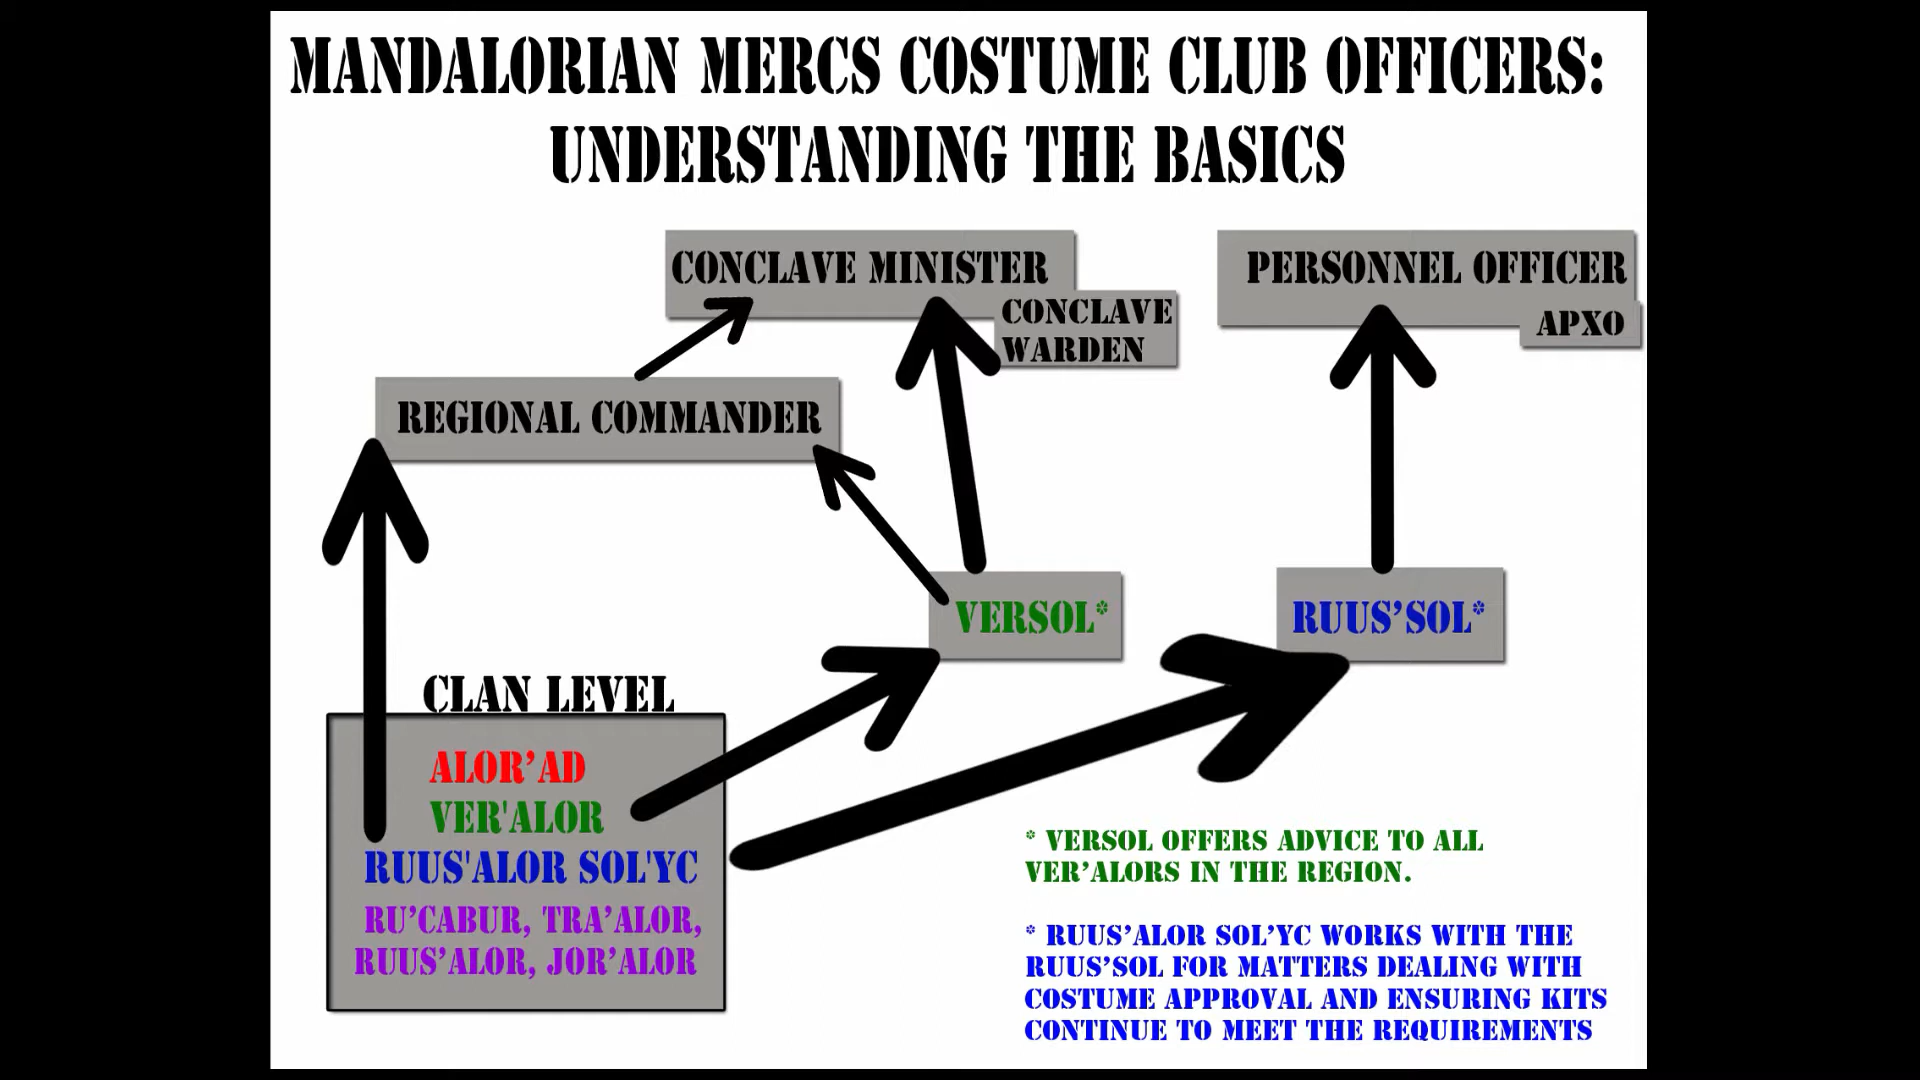 MANDALORIAN MERCS COSTUME CLUB OFFICERS:
UNDERSTANDING THE BASICS
CONCLAVE MINISTER
CONCLAVE
WARDEN
PERSONNEL OFFICER
APXO
REGIONAL COMMANDER
VERSOL*
RUUS’SOL*
CLAN LEVEL
ALOR’AD
VER'ALOR
RUUS'ALOR SOL'YC
RU’CABUR, TRA’ALOR,
RUUS’ALOR, JOR’ALOR
* VERSOL OFFERS ADVICE TO ALL
VER’ALORS IN THE REGION.
* RUUS’ALOR SOL’YC WORKS WITH THE
RUUS’SOL FOR MATTERS DEALING WITH
COSTUME APPROVAL AND ENSURING KITS
CONTINUE TO MEET THE REQUIREMENTS